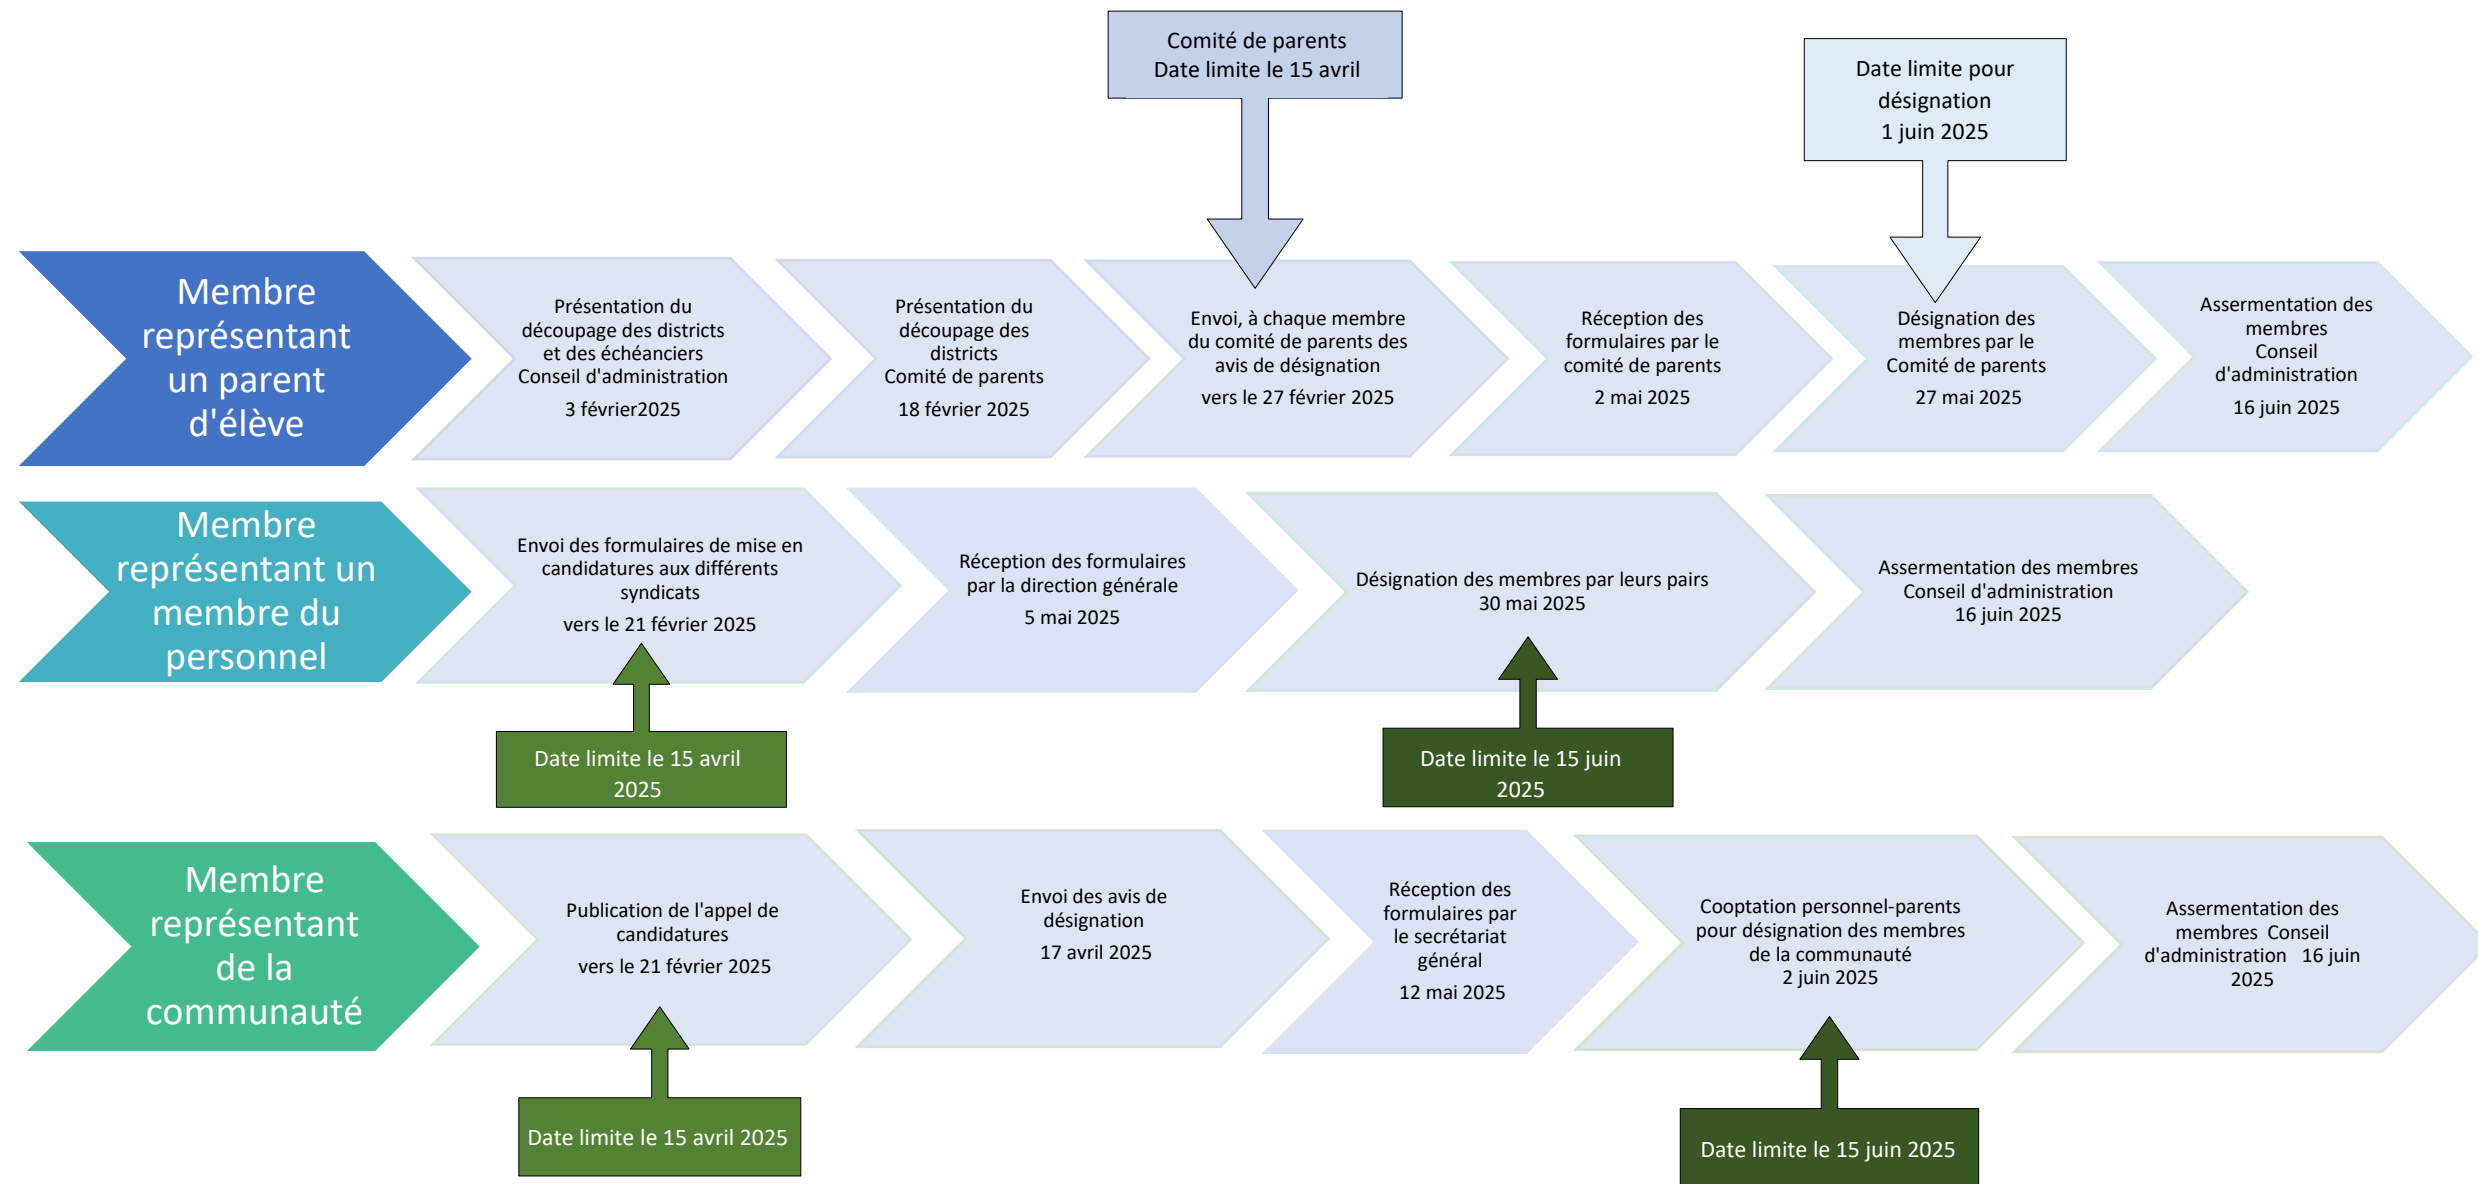 Comité de parents
Date limite le 15 avril
Date limite pour
désignation
1 juin 2025
Membre
représentant
un parent
d'élève
Présentation du
découpage des districts
et des échéanciers
Conseil d'administration
3 février2025
Présentation du
découpage des
districts
Comité de parents
18 février 2025
Envoi, à chaque membre
du comité de parents des
avis de désignation
vers le 27 février 2025
Réception des
formulaires par le
comité de parents
2 mai 2025
Désignation des
membres par le
Comité de parents
27 mai 2025
Assermentation des
membres
Conseil
d'administration
16 juin 2025
Membre
représentant un
membre du
personnel
Envoi des formulaires de mise en
candidatures aux différents
syndicats
vers le 21 février 2025
Réception des formulaires
par la direction générale
5 mai 2025
Désignation des membres par leurs pairs
30 mai 2025
Assermentation des membres
Conseil d'administration
16 juin 2025
Date limite le 15 avril
2025
Date limite le 15 juin
2025
Membre
représentant
de la
communauté
Publication de l'appel de
candidatures
vers le 21 février 2025
Envoi des avis de
désignation
17 avril 2025
Réception des
formulaires par
le secrétariat
général
12 mai 2025
Cooptation personnel-parents
pour désignation des membres
de la communauté
2 juin 2025
Assermentation des
membres Conseil
d'administration 16 juin
2025
Date limite le 15 avril 2025
Date limite le 15 juin 2025